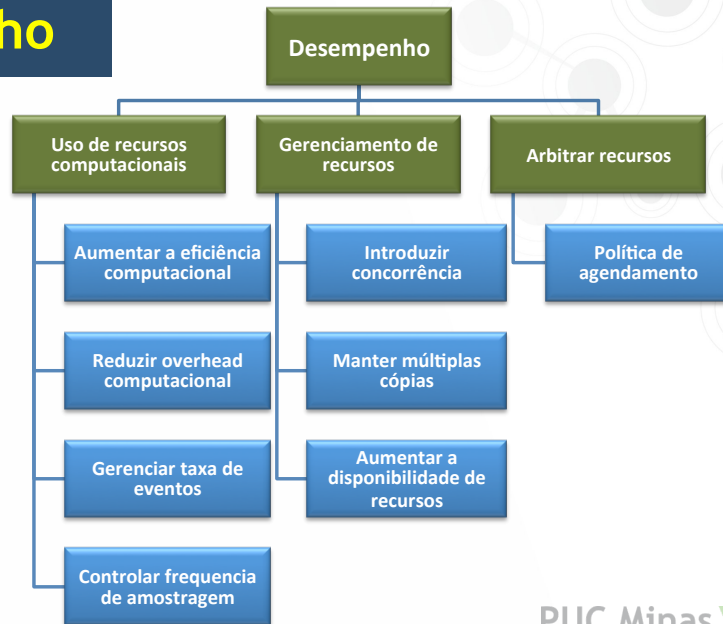 ho
Desempenho
Uso de recursos
computacionais
Gerenciamento de
recursos
Arbitrar recursos
Aumentar a eficiência
computacional
Introduzir
concorrência
Política de
agendamento
Reduzir overhead
computacional
Manter múltiplas
cópias
Gerenciar taxa de
eventos
Aumentar a
disponibilidade de
recursos
Controlar frequencia
de amostragem
PUC Minas